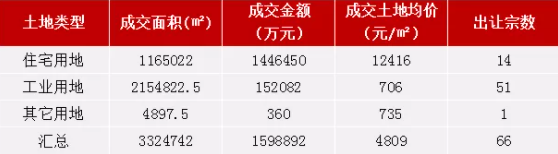 土地类型 成交面积(㎡) 成交金额(万元) 成交土地均价(元/㎡) 出让宗数
住宅用地 1165022 1446450 12416 14
工业用地 2154822.5 152082 706 51
其它用地 4897.5 360 735 1
汇总 3324742 1598892 4809 66